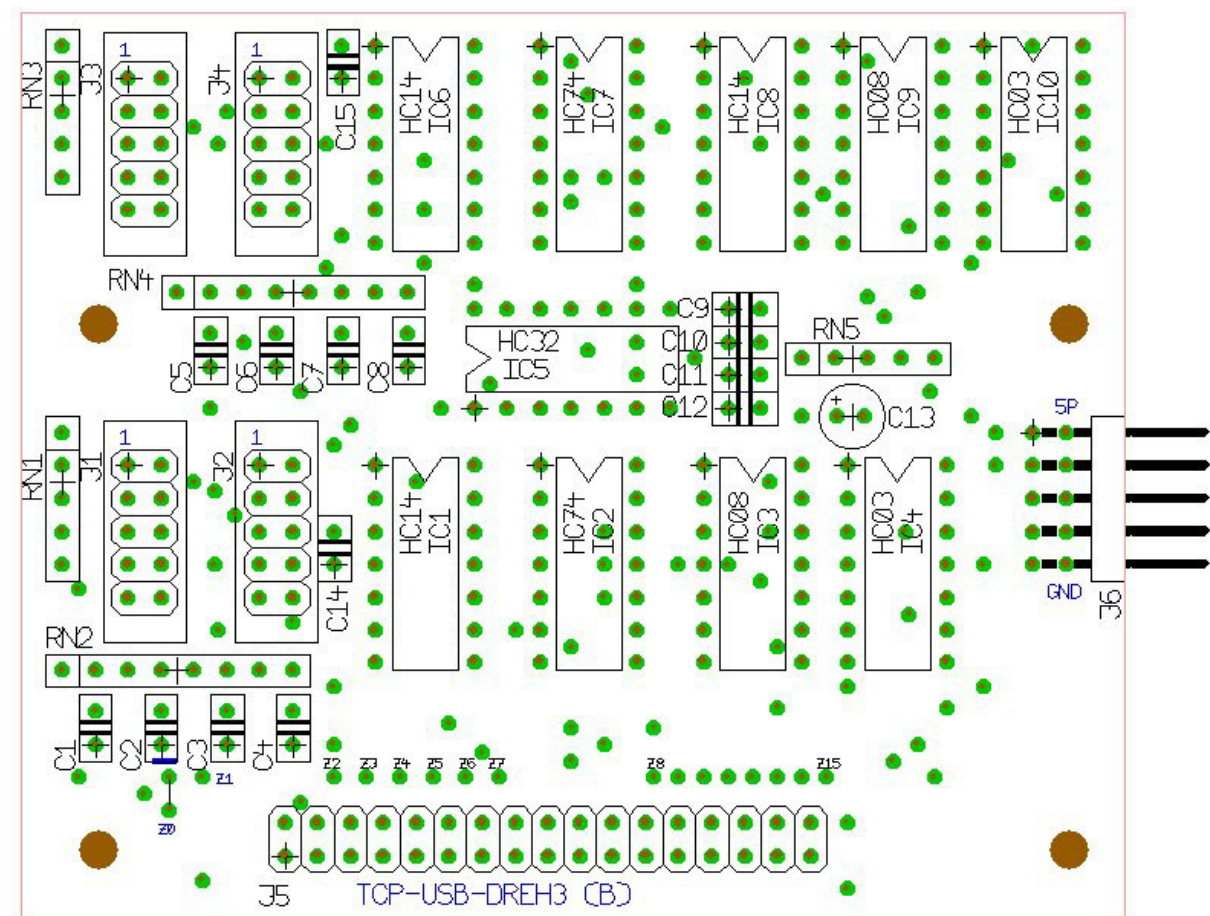 RN3
J3
1
J4
1
C15
HC14
IC6
HC74
IC7
HC14
IC8
HC08
IC9
HC03
IC10
RN4
C5
C6
C7
C8
HC32
IC5
C9
C10
C11
C12
RN5
+
C13
5P
GND
J6
RN1
J1
1
J2
1
C14
HC14
IC1
HC74
IC2
HC08
IC3
HC03
IC4
RN2
C1
C2
C3
C4
Z1
Z0
Z2 Z3 Z4 Z5 Z6 Z7 Z8 Z15
J5
TCP-USB-DREH3 (B)